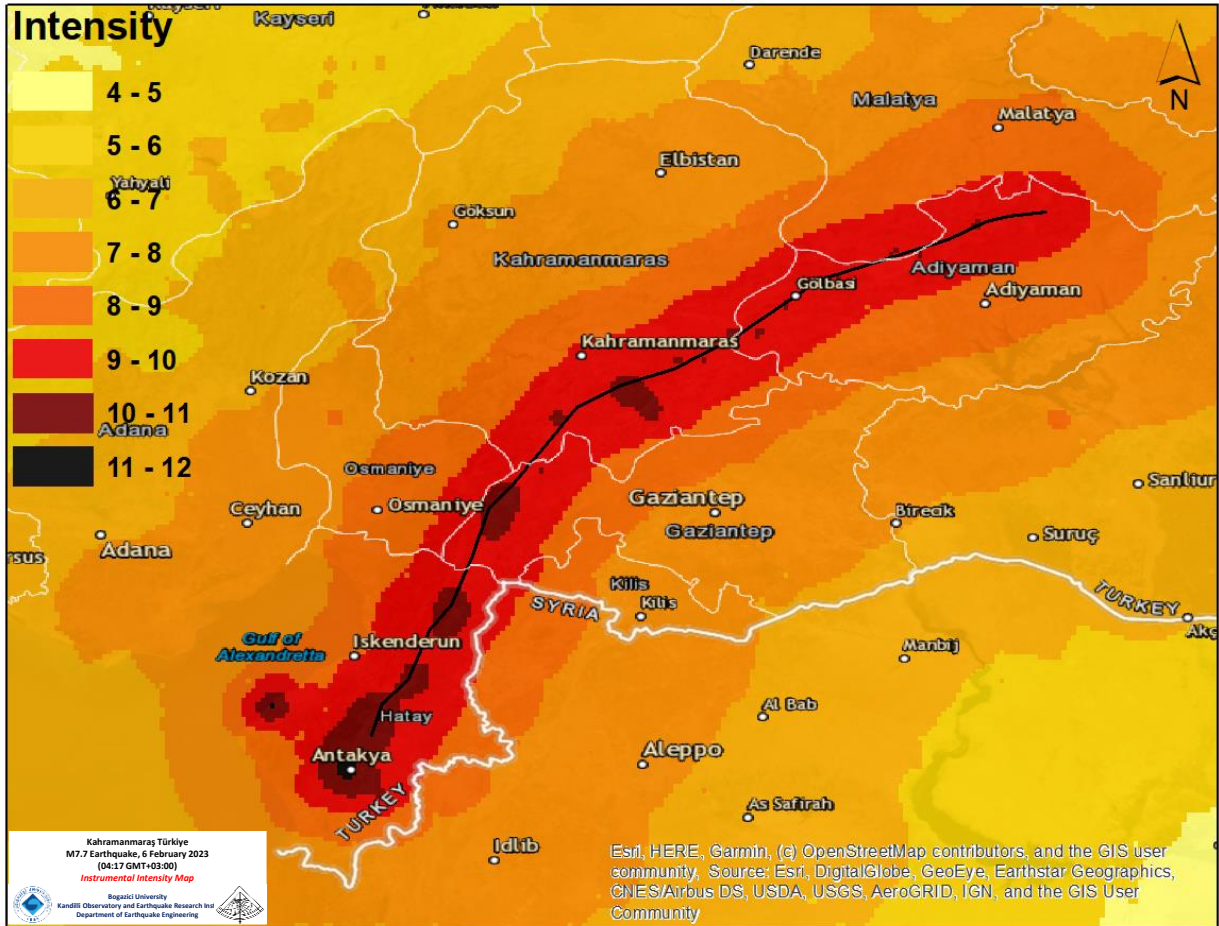 Kayseri
Intensity
Kayseri
4 - 5
5 - 6
6 - 7
7 - 8
8 - 9
9 - 10
10 - 11
11 - 12
Darende
N
Malatya
Malatya
Elbistan
Yahyali
Göksun
Kahramanmaras
Adiyaman
Gölbasi
Adiyaman
Kahramanmaras
Kozan
Adana
Osmaniye
Sanliur
Gaziantep
Osmaniye
Ceyhan
Birecik
Gaziantep
Suruç
Adana
rsus
Kilis
TURKEY
SYRIA
Kilis
Akç
Gulf of
Alexandretta
Iskenderun
Manbij
Al Bab
Hatay
Antakya
Aleppo
As Safirah
TURKEY
Idlib
Kahramanmaraş Türkiye
M7.7 Earthquake, 6 February 2023
(04:17 GMT+03:00)
Instrumental Intensity Map
Bogazici University
Kandilli Observatory and Earthquake Research Insi
Department of Earthquake Engineering
Esri, HERE, Garmin, (c) OpenStreetMap contributors, and the GIS user
community, Source: Esri, DigitalGlobe, GeoEye, Earthstar Geographics,
CNES/Airbus DS, USDA, USGS, AeroGRID, IGN, and the GIS User
Community